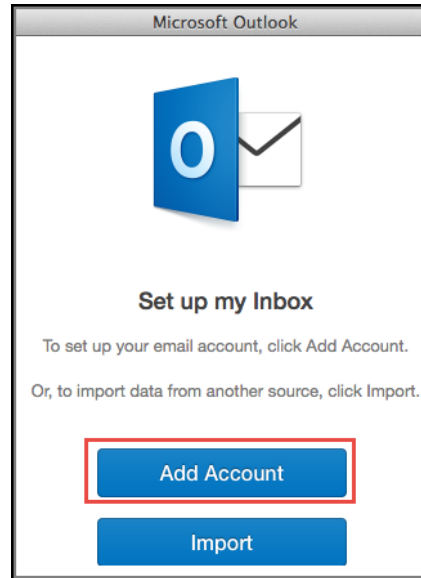 Microsoft Outlook
O
Set up my Inbox
To set up your email account, click Add Account.
Or, to import data from another source, click Import.
Add Account
Import